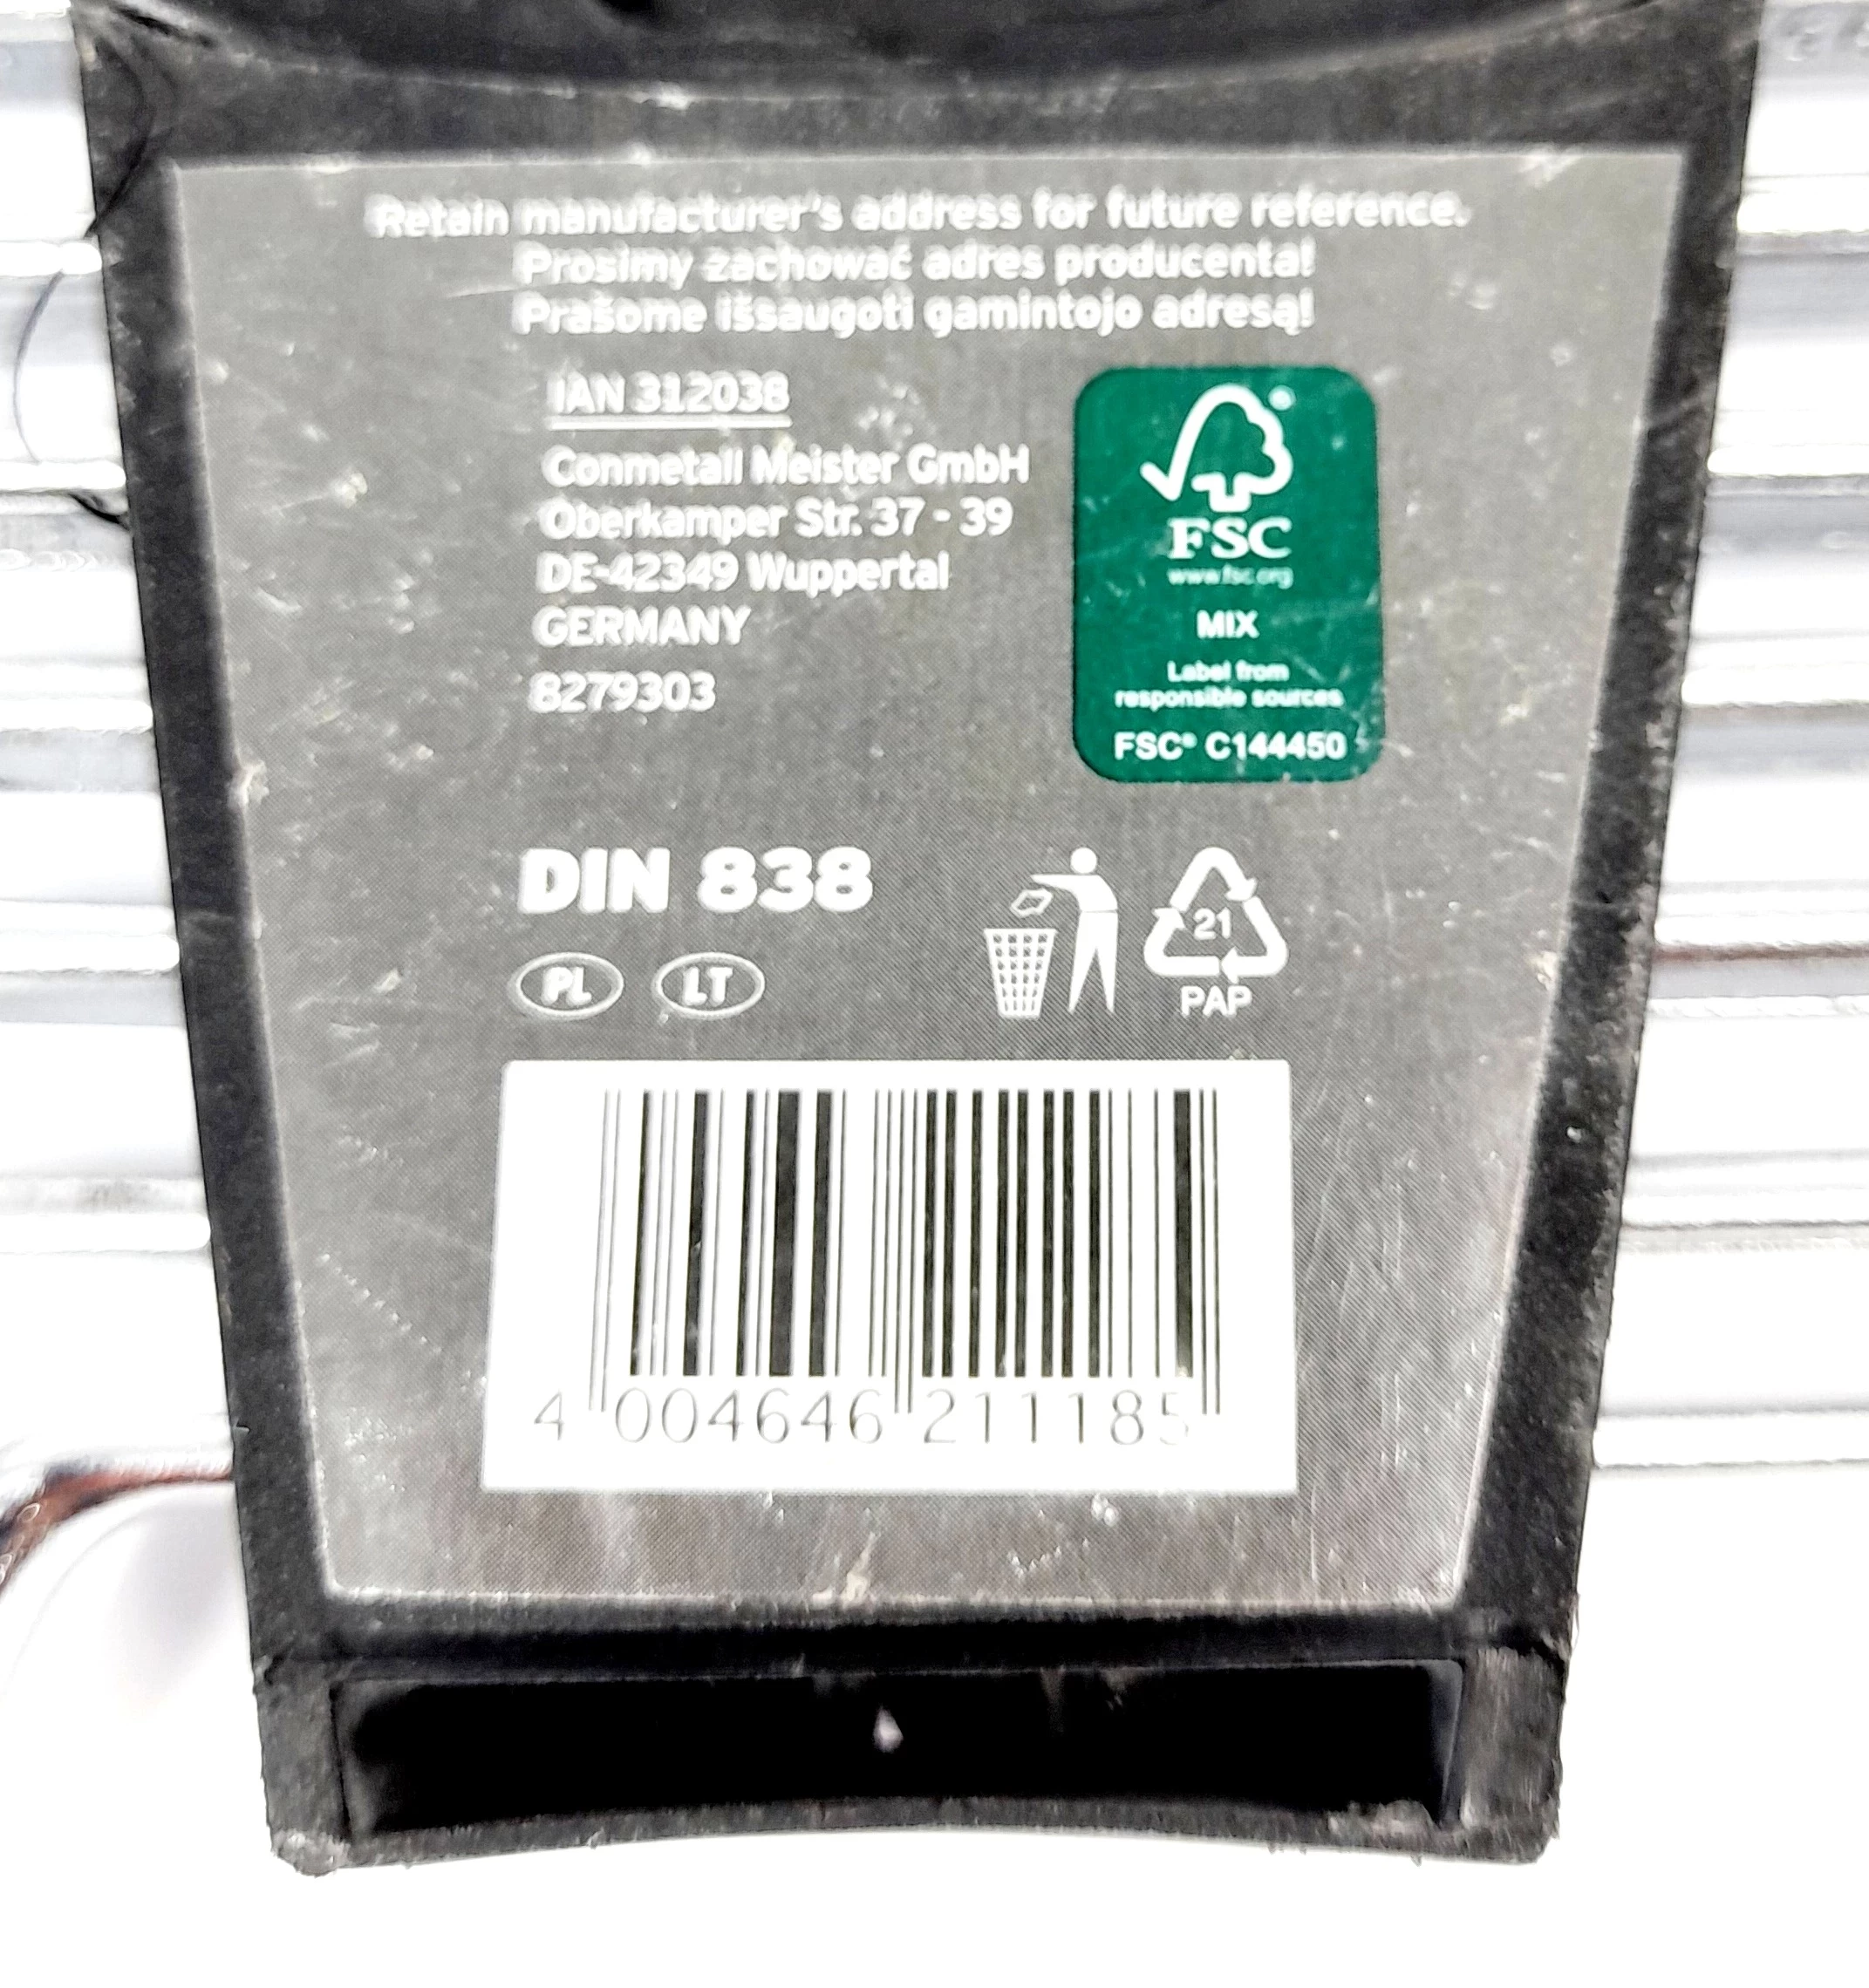 Retain manufacturer's address for future reference.
Prosimy zachować adres producenta!
Prašome išsaugoti gamintojo adresą!
IAN 312038
Conmetall Meister GmbH
Oberkamper Str. 37 - 39
DE-42349 Wuppertal
GERMANY
8279303
FSC
www.fsc.org
MIX
Label from
responsible sources
FSC® C144450
DIN 838
PL LT
21
PAP
4 004646 211185